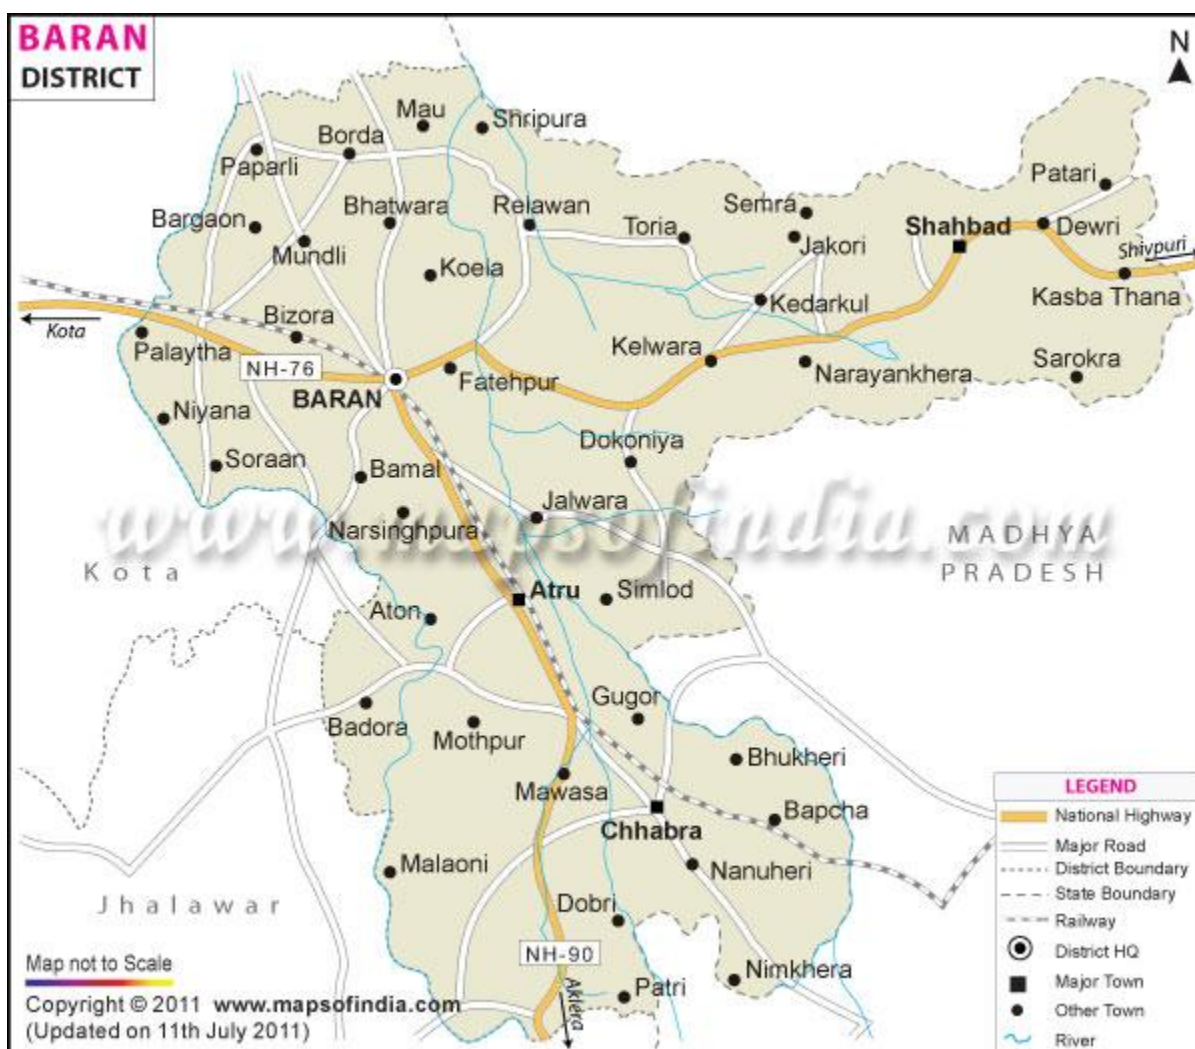 BARAN
DISTRICT
N
Mau
Shripura
Borda
Paparli
Patari
Bargaon
Bhatwara
Relawan
Toria
Semra
Shahbad
Dewri
Mundli
Koela
Jakori
Shivpuri
Kedarkul
Kasba Thana
Kota
Bizora
Palaytha
NH-76
Kelwara
Narayankhera
Sarokra
BARAN
Fatehpur
Niyana
Dokoniya
Soraan
Bamal
Jalwara
Narsinghpura
www.mapsofindia.com
MADHYA
PRADESH
Kota
Atru
Simlod
Aton
Gugor
Badora
Mothpur
Bhukheri
Mawasa
Chhabra
Bapcha
Malaoni
Nanuheri
Jhalawar
Dobri
NH-90
Nimkhera
Patri
Aklera
LEGEND
National Highway
Major Road
District Boundary
State Boundary
Railway
District HQ
Major Town
Other Town
River
Map not to Scale
Copyright © 2011 www.mapsofindia.com
(Updated on 11th July 2011)